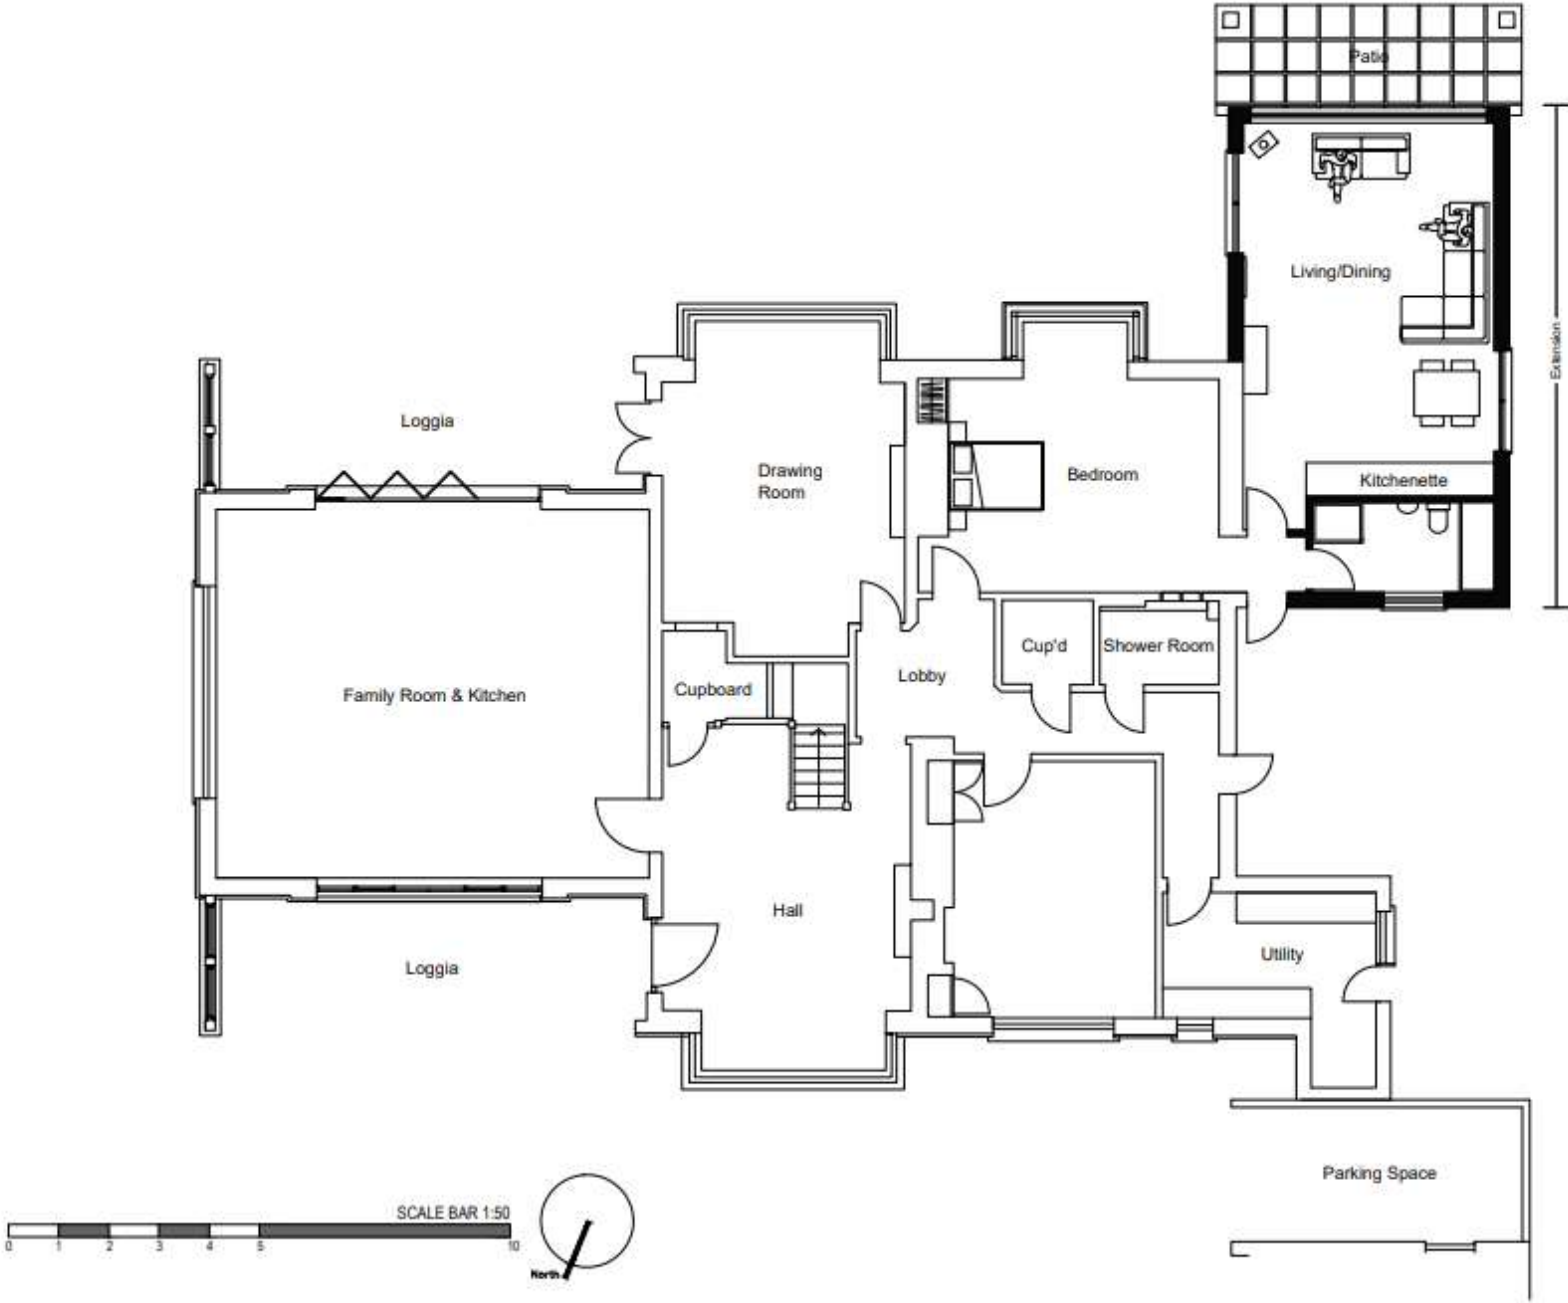 Patio
Living/Dining
Extension
Loggia
Drawing
Room
Bedroom
Kitchenette
Cup'd
Shower Room
Lobby
Cupboard
Family Room & Kitchen
Hall
Utility
Loggia
Parking Space
SCALE BAR 1:50
0 1 2 3 4 5 10
North